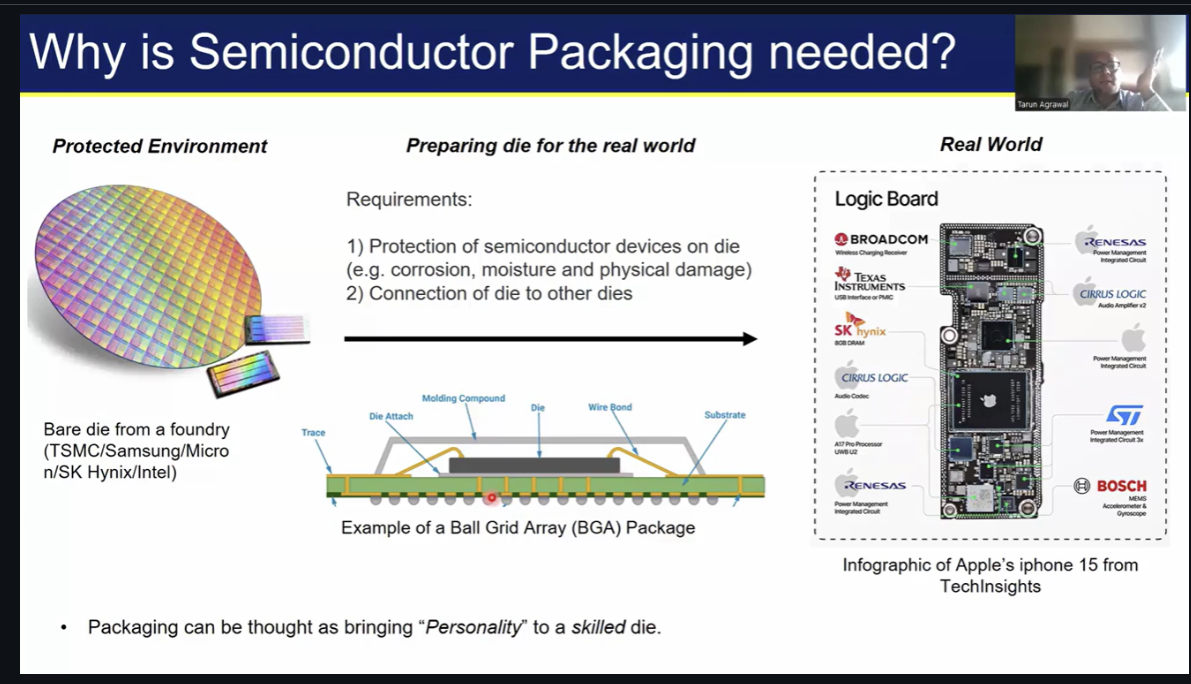 Why is Semiconductor Packaging needed?
Tarun Agrawal
Protected Environment
Bare die from a foundry
(TSMC/Samsung/Micro
n/SK Hynix/Intel)
Preparing die for the real world
Requirements:
1) Protection of semiconductor devices on die
(e.g. corrosion, moisture and physical damage)
2) Connection of die to other dies
Trace
Die Attach
Molding Compound
Die
Wire Bond
Substrate
Example of a Ball Grid Array (BGA) Package
Real World
Logic Board
BROADCOM
Wireless Charging Receiver
TEXAS
INSTRUMENTS
USB Interface or PMIC
SK hynix
8GB DRAM
CIRRUS LOGIC
Audio Codec
A17 Pro Processor
UWB U2
RENESAS
Power Management
Integrated Circuit
RENESAS
Power Management
Integrated Circuit
CIRRUS LOGIC
Audio Amplifier x2
Power Management
Integrated Circuit
ST
Power Management
Integrated Circuit 3x
BOSCH
MEMS
Accelerometer &
Gyroscope
Infographic of Apple's iphone 15 from
TechInsights
• Packaging can be thought as bringing “Personality” to a skilled die.